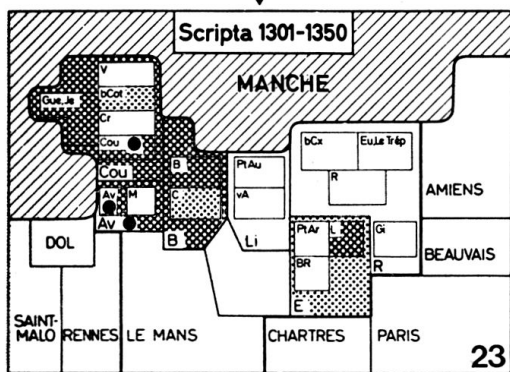 Scripta 1301-1350
MANCHE
V
Gue,Je
bCot
Cr
Cou
Cou
B
Av
M
C
Av
B
PtAu
vA
Li
bCx
Eu,Le Trép
R
AMIENS
DOL
PtAr
L
Gi
BEAUVAIS
BR
R
E
SAINT-
MALO
RENNES
LE MANS
CHARTRES
PARIS
23